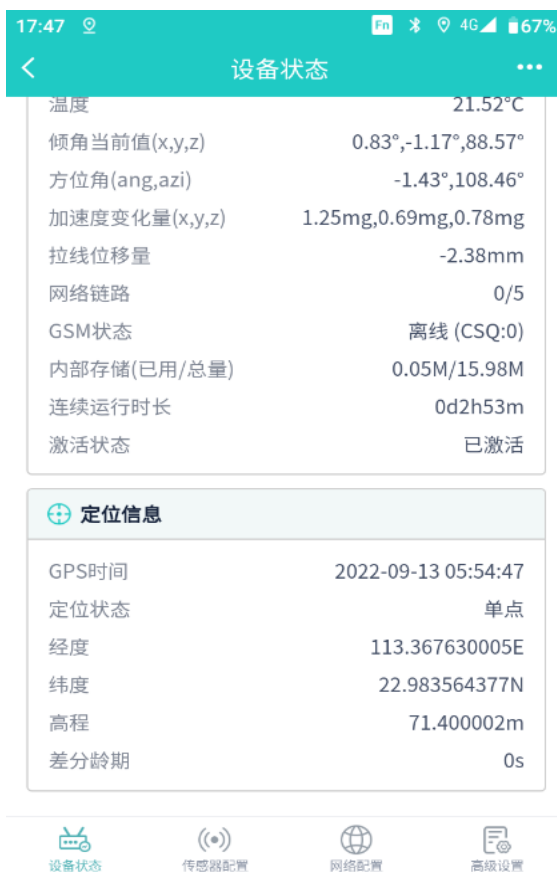 17:47 Fn 4G 67%
设备状态
温度 21.52°C
倾角当前值(x,y,z) 0.83°,-1.17°,88.57°
方位角(ang,azi) -1.43°,108.46°
加速度变化量(x,y,z) 1.25mg,0.69mg,0.78mg
拉线位移量 -2.38mm
网络链路 0/5
GSM状态 离线 (CSQ:0)
内部存储(已用/总量) 0.05M/15.98M
连续运行时长 0d2h53m
激活状态 已激活
定位信息
GPS时间 2022-09-13 05:54:47
定位状态 单点
经度 113.367630005E
纬度 22.983564377N
高程 71.400002m
差分龄期 0s
设备状态 传感器配置 网络配置 高级设置